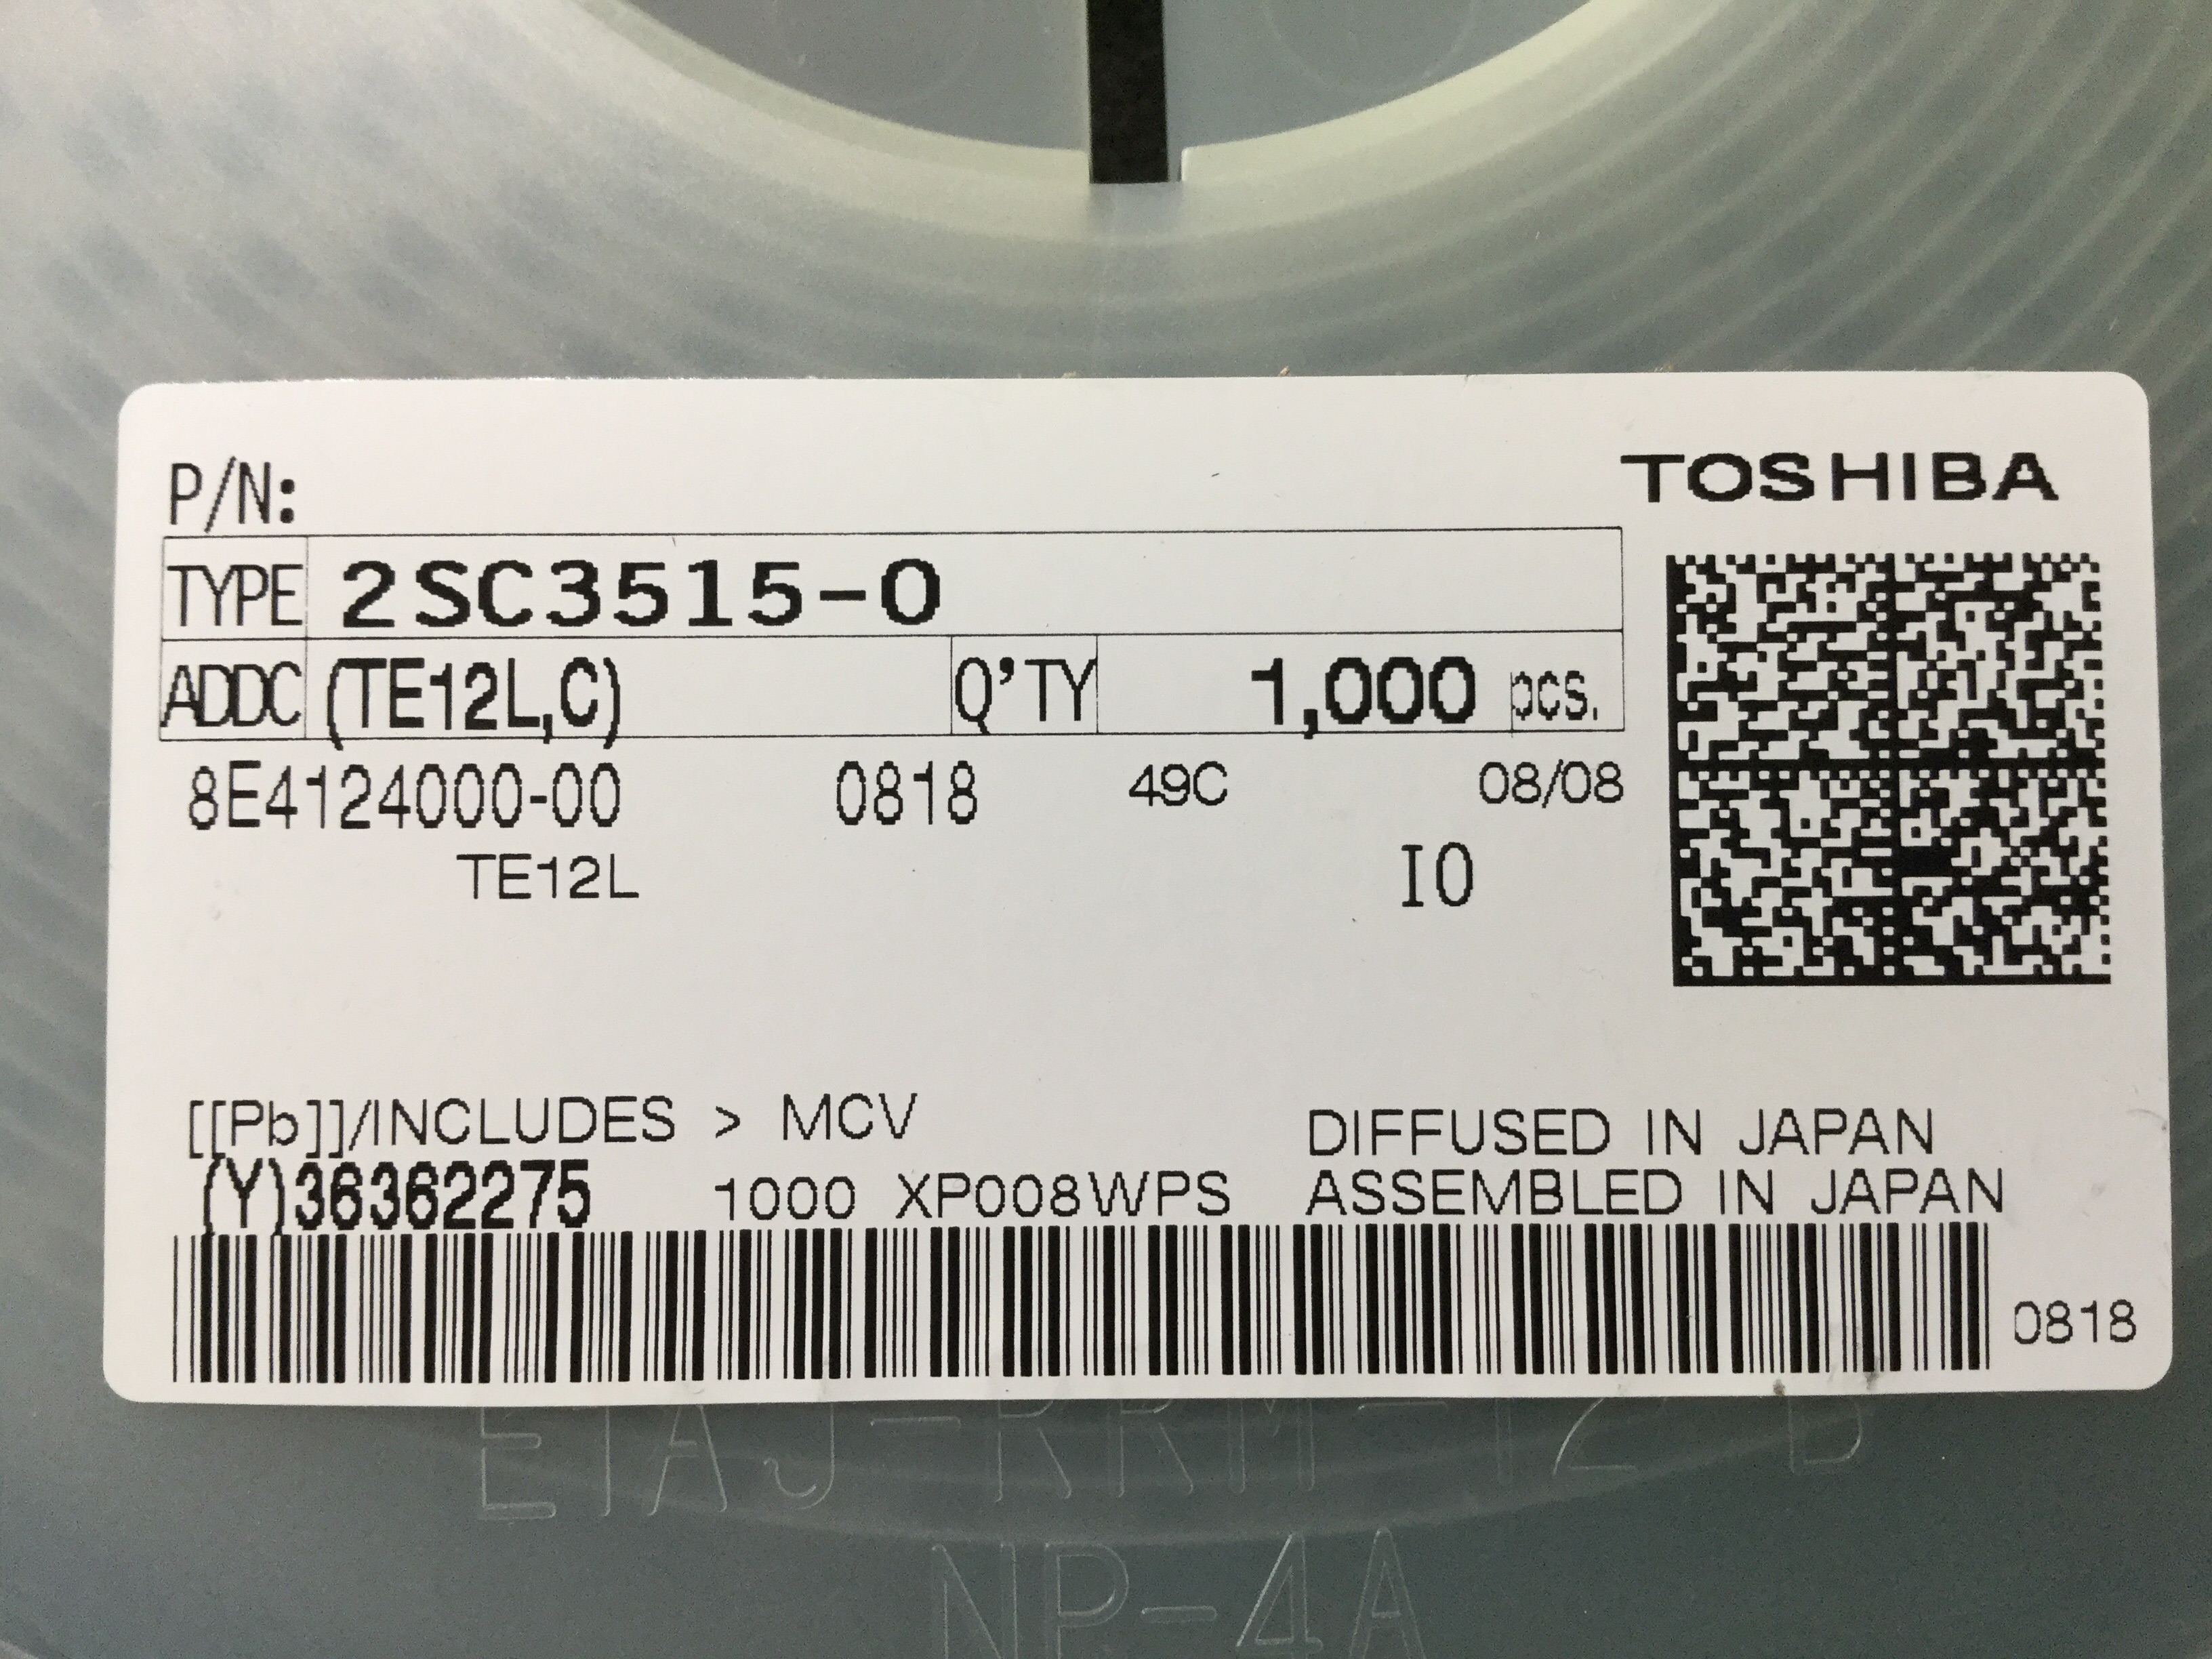 P/N:
TOSHIBA
TYPE 2SC3515-O
ADDC (TE12L,C) Q'TY 1,000 pcs.
8E4124000-00 0818 49C 08/08
TE12L IO
[[Pb]]/INCLUDES > MCV
DIFFUSED IN JAPAN
(Y)36362275 1000 XP008WPS ASSEMBLED IN JAPAN
0818
EIAJ-RRM-12 B
NP-4A